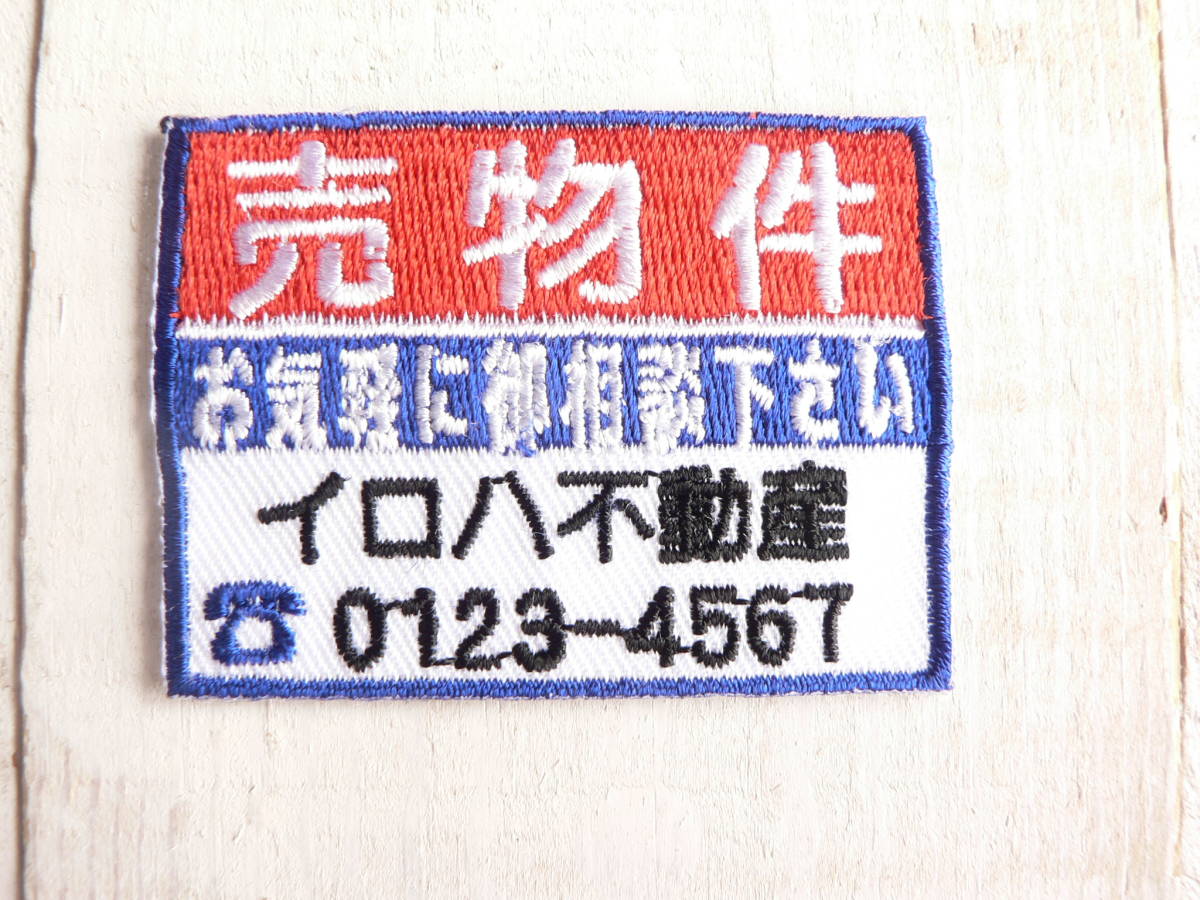 売物件
お気軽に御相談下さい
イロハ不動産
☎0123-4567